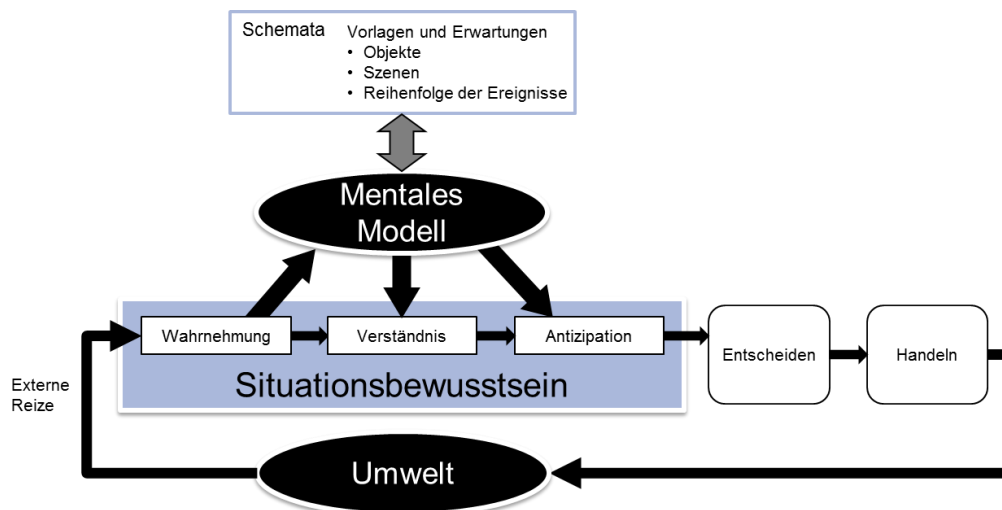 Schemata
Vorlagen und Erwartungen
• Objekte
• Szenen
• Reihenfolge der Ereignisse
Mentales
Modell
Wahrnehmung
Verständnis
Antizipation
Entscheiden
Handeln
Situationsbewusstsein
Externe
Reize
Umwelt